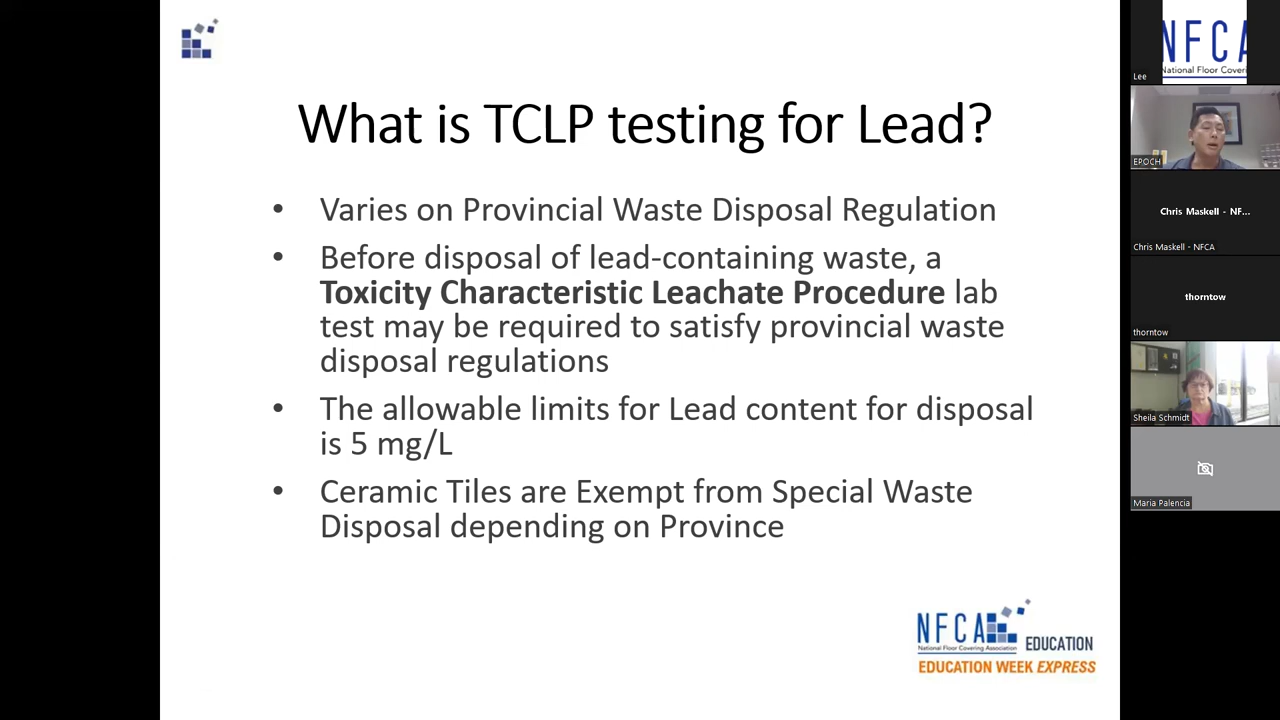 What is TCLP testing for Lead?
• Varies on Provincial Waste Disposal Regulation
• Before disposal of lead-containing waste, a
Toxicity Characteristic Leachate Procedure lab
test may be required to satisfy provincial waste
disposal regulations
• The allowable limits for Lead content for disposal
is 5 mg/L
• Ceramic Tiles are Exempt from Special Waste
Disposal depending on Province
NFCA EDUCATION
National Floor Covering Association
EDUCATION WEEK EXPRESS
NFCA
National Floor Coveri
Lee
EPOCH
Chris Maskell - NF...
Chris Maskell - NFCA
thorntow
thorntow
Sheila Schmidt
Maria Palencia